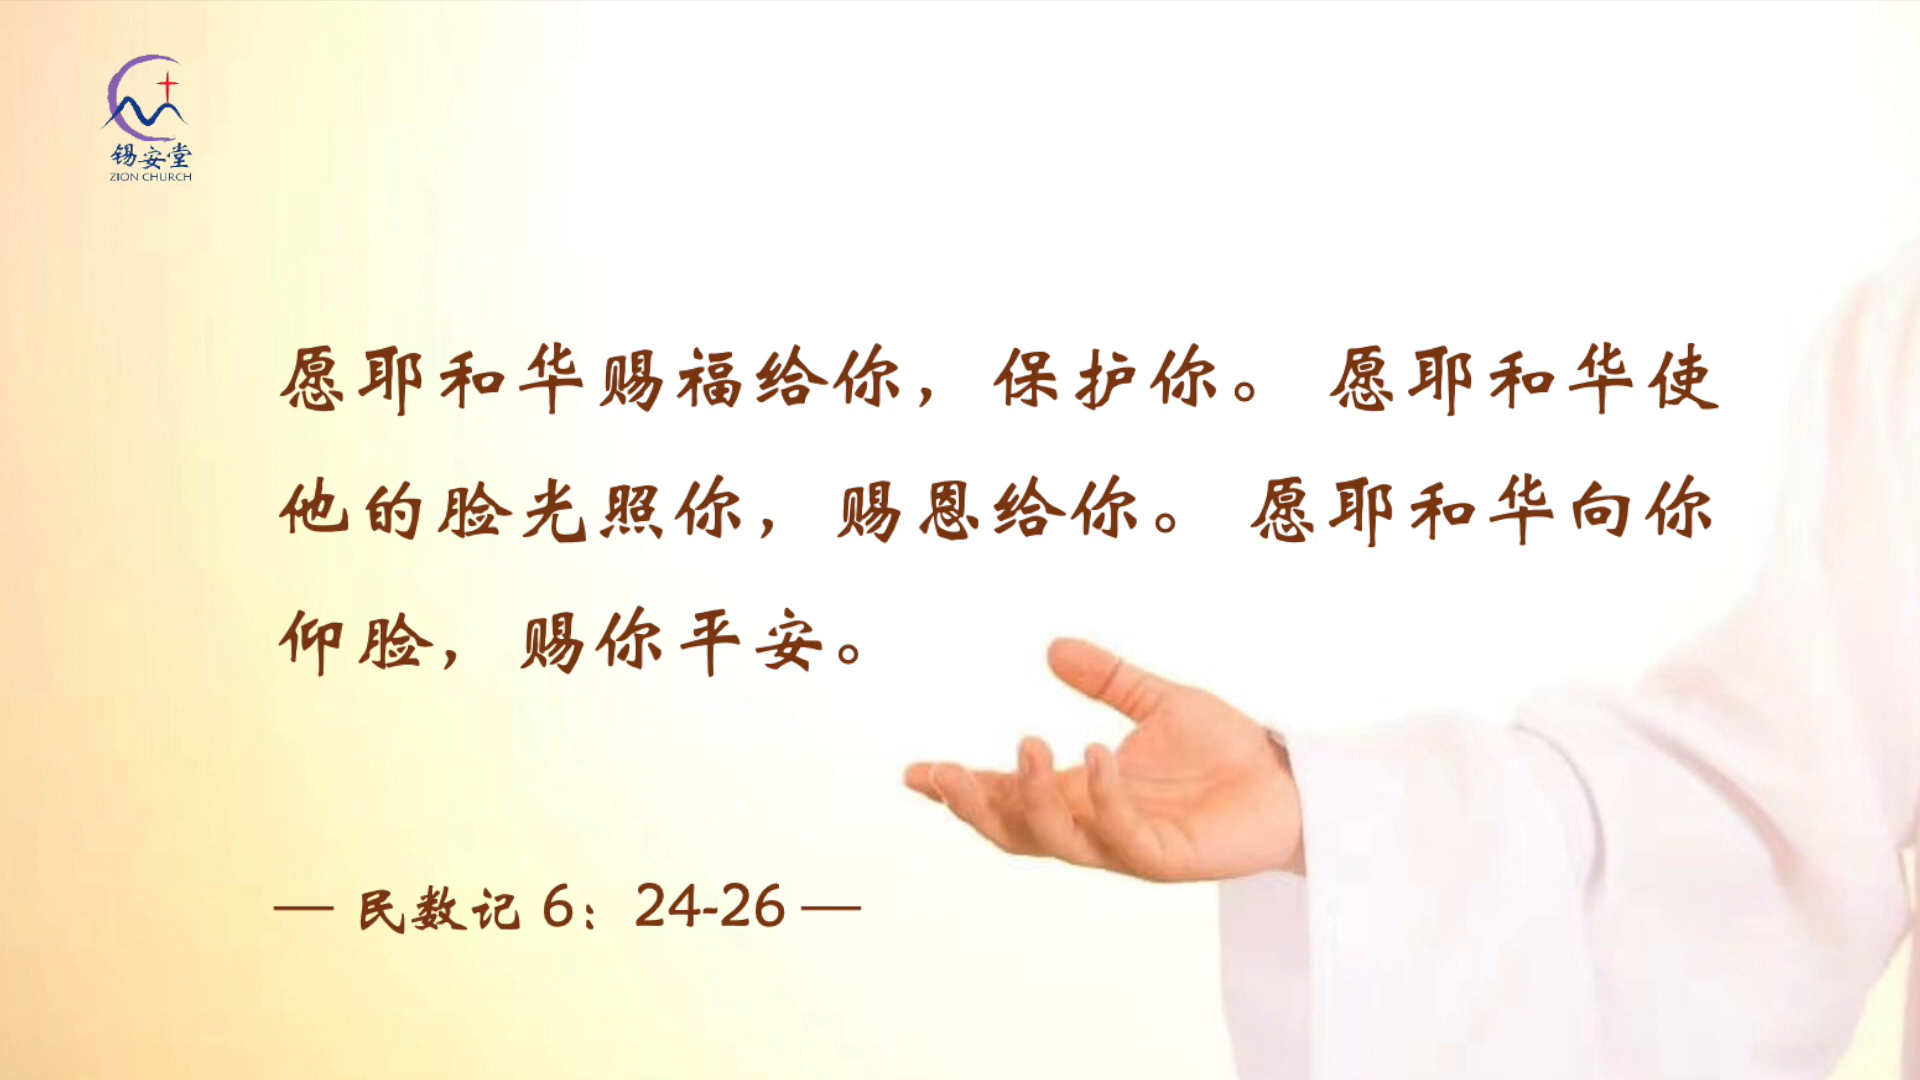 锡安堂
ZION CHURCH
愿耶和华赐福给你，保护你。 愿耶和华使
他的脸光照你，赐恩给你。 愿耶和华向你
仰脸，赐你平安。
— 民数记 6：24-26 —